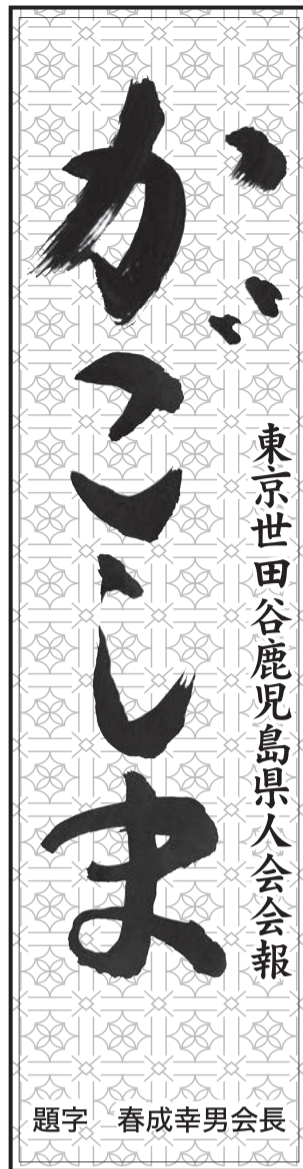 かごしま
東京世田谷鹿児島県人会会報
題字　春成幸男会長